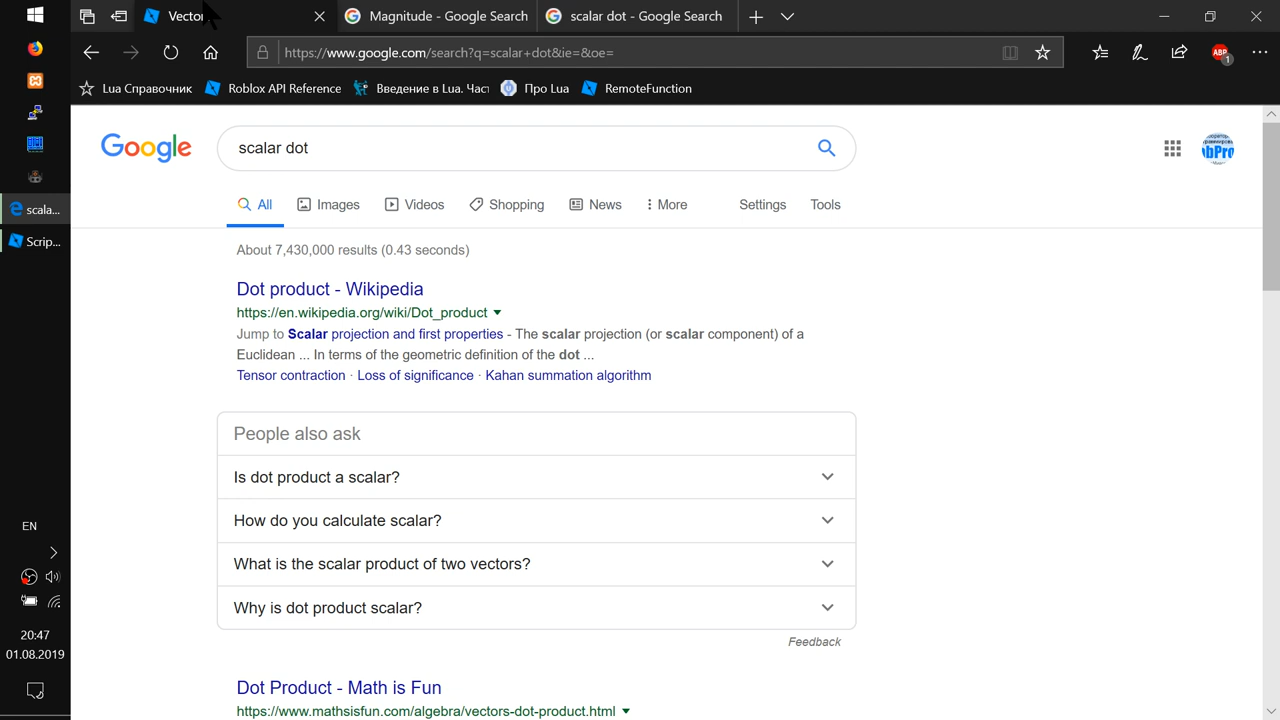 Vector
Magnitude - Google Search
scalar dot - Google Search
https://www.google.com/search?q=scalar+dot&ie=&oe=
ABP
1
Lua Справочник
Roblox API Reference
Введение в Lua. Част
Про Lua
RemoteFunction
Google
scalar dot
All
Images
Videos
Shopping
News
More
Settings
Tools
About 7,430,000 results (0.43 seconds)
Dot product - Wikipedia
https://en.wikipedia.org/wiki/Dot_product
Jump to Scalar projection and first properties - The scalar projection (or scalar component) of a
Euclidean ... In terms of the geometric definition of the dot ...
Tensor contraction · Loss of significance · Kahan summation algorithm
People also ask
Is dot product a scalar?
How do you calculate scalar?
What is the scalar product of two vectors?
Why is dot product scalar?
Feedback
Dot Product - Math is Fun
https://www.mathsisfun.com/algebra/vectors-dot-product.html
scala...
Scrip...
EN
20:47
01.08.2019